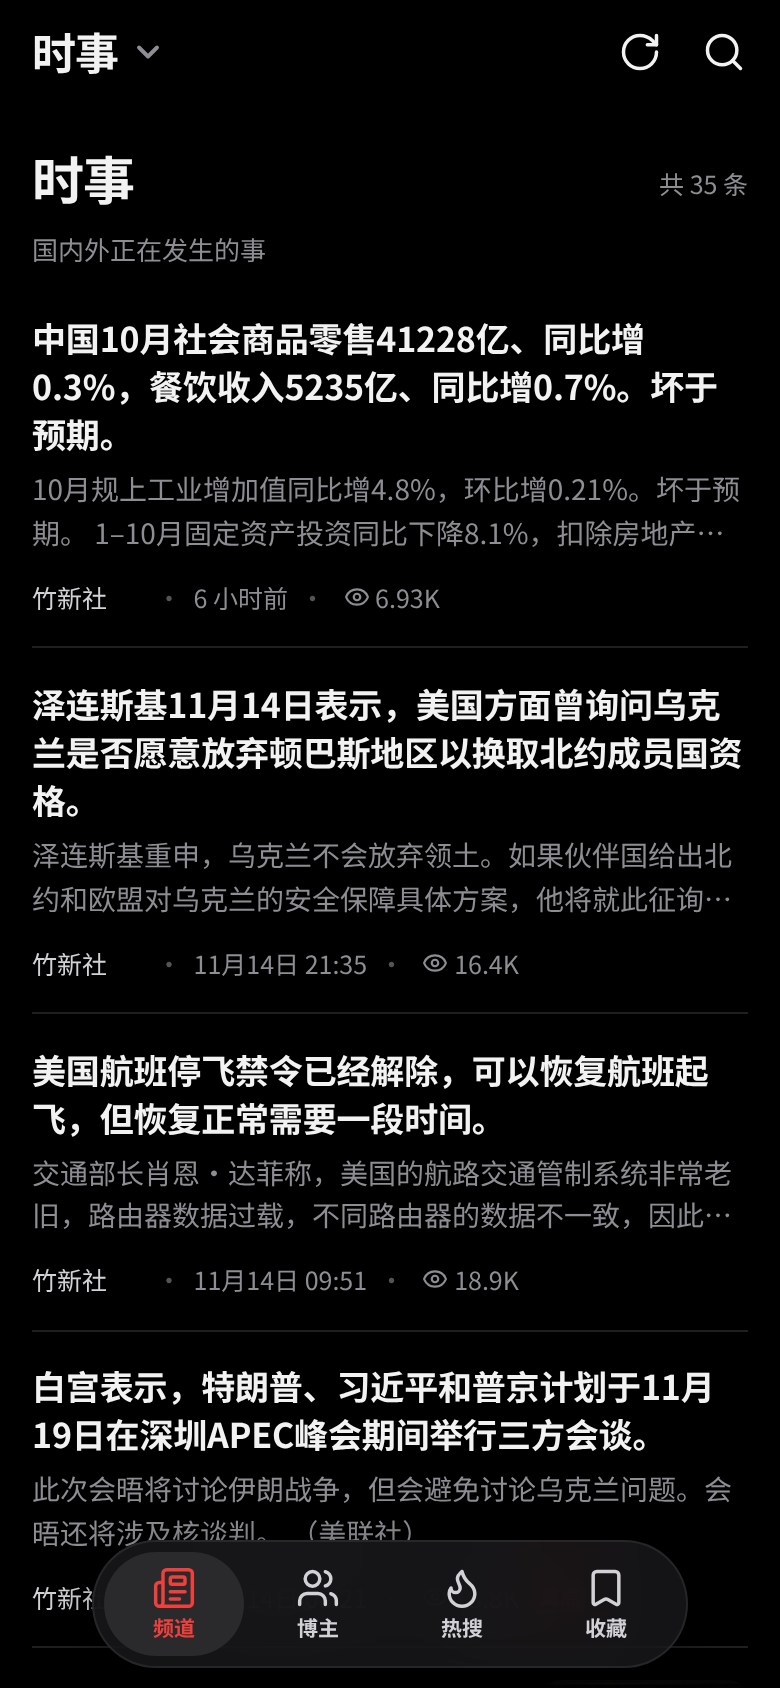 时事
时事
共 35 条
国内外正在发生的事
中国10月社会商品零售41228亿、同比增
0.3%，餐饮收入5235亿、同比增0.7%。坏于
预期。
10月规上工业增加值同比增4.8%，环比增0.21%。坏于预
期。 1–10月固定资产投资同比下降8.1%，扣除房地产…
竹新社 • 6 小时前 • 6.93K
泽连斯基11月14日表示，美国方面曾询问乌克
兰是否愿意放弃顿巴斯地区以换取北约成员国资
格。
泽连斯基重申，乌克兰不会放弃领土。如果伙伴国给出北
约和欧盟对乌克兰的安全保障具体方案，他将就此征询…
竹新社 • 11月14日 21:35 • 16.4K
美国航班停飞禁令已经解除，可以恢复航班起
飞，但恢复正常需要一段时间。
交通部长肖恩·达菲称，美国的航路交通管制系统非常老
旧，路由器数据过载，不同路由器的数据不一致，因此…
竹新社 • 11月14日 09:51 • 18.9K
白宫表示，特朗普、习近平和普京计划于11月
19日在深圳APEC峰会期间举行三方会谈。
此次会晤将讨论伊朗战争，但会避免讨论乌克兰问题。会
晤还将涉及核谈判。 （美联社）
竹新
频道
博主
热搜
收藏